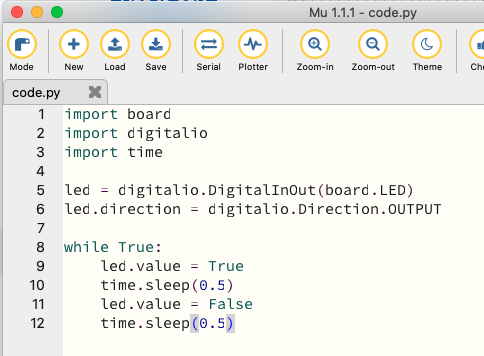 Mu 1.1.1 - code.py
Mode New Load Save Serial Plotter Zoom-in Zoom-out Theme
code.py
1 import board
2 import digitalio
3 import time
4
5 led = digitalio.DigitalInOut(board.LED)
6 led.direction = digitalio.Direction.OUTPUT
7
8 while True:
9     led.value = True
10     time.sleep(0.5)
11     led.value = False
12     time.sleep(0.5)